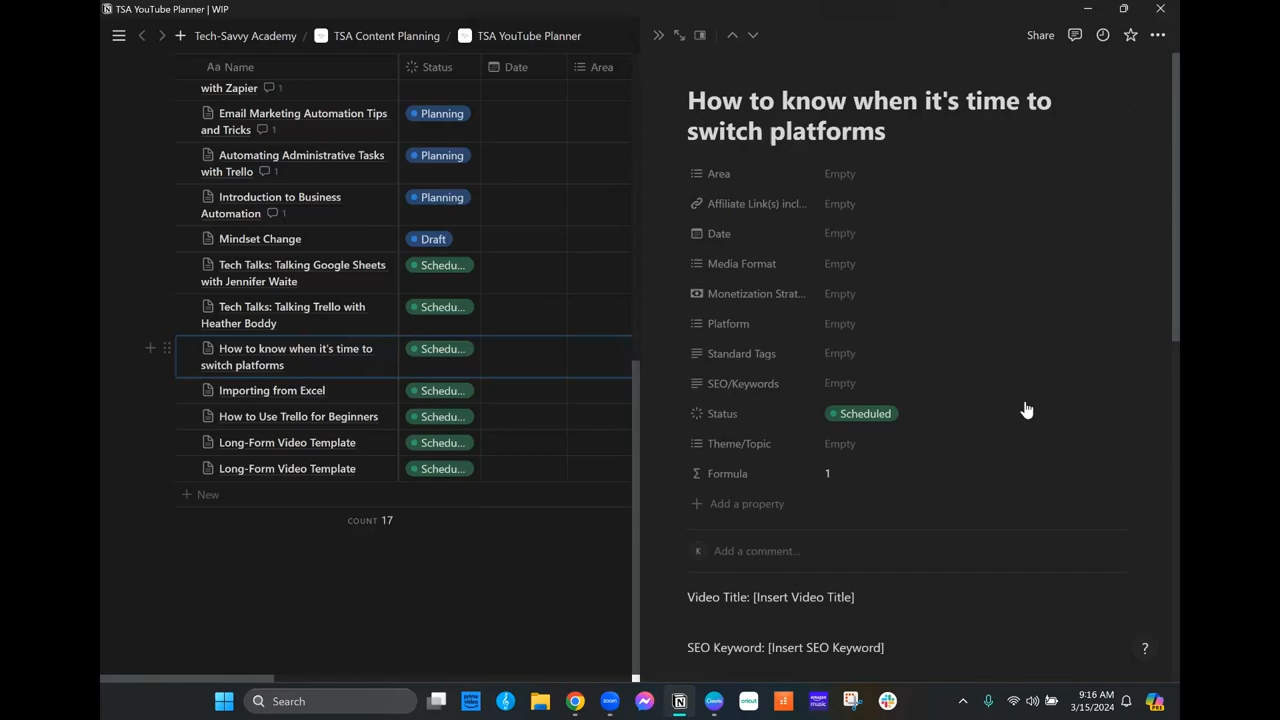 TSA YouTube Planner | WIP
Tech-Savvy Academy / TSA Content Planning / TSA YouTube Planner
Share
Aa Name
Status
Date
Area
with Zapier 1
Email Marketing Automation Tips
and Tricks 1
Planning
Automating Administrative Tasks
with Trello 1
Planning
Introduction to Business
Automation 1
Planning
Mindset Change
Draft
Tech Talks: Talking Google Sheets
with Jennifer Waite
Schedu...
Tech Talks: Talking Trello with
Heather Boddy
Schedu...
How to know when it's time to
switch platforms
Schedu...
Importing from Excel
Schedu...
How to Use Trello for Beginners
Schedu...
Long-Form Video Template
Schedu...
Long-Form Video Template
Schedu...
New
COUNT 17
How to know when it's time to
switch platforms
Area Empty
Affiliate Link(s) incl... Empty
Date Empty
Media Format Empty
Monetization Strat... Empty
Platform Empty
Standard Tags Empty
SEO/Keywords Empty
Status Scheduled
Theme/Topic Empty
Formula 1
Add a property
K Add a comment...
Video Title: [Insert Video Title]
SEO Keyword: [Insert SEO Keyword]
?
Search
9:16 AM
3/15/2024